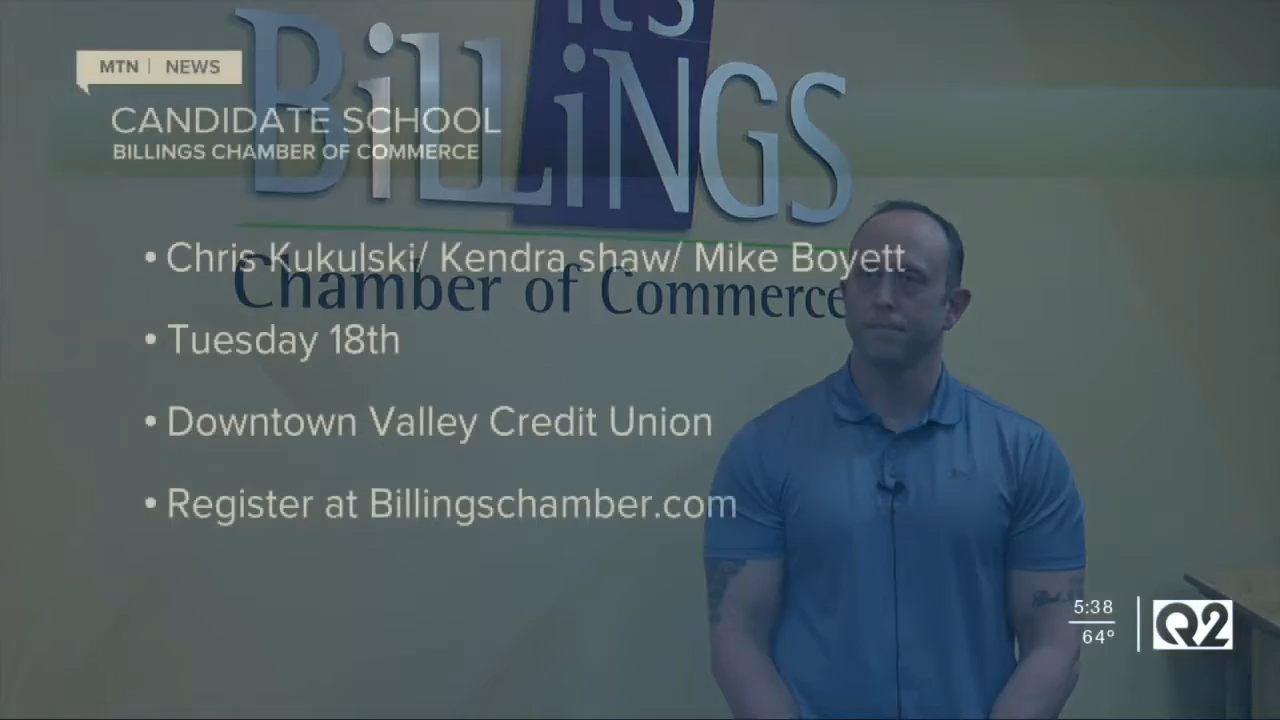 it's
BiLLiNGS
MTN | NEWS
CANDIDATE SCHOOL
BILLINGS CHAMBER OF COMMERCE
• Chris Kukulski/ Kendra shaw/ Mike Boyett
Chamber of Commerce
• Tuesday 18th
• Downtown Valley Credit Union
• Register at Billingschamber.com
5:38
64°
Q2